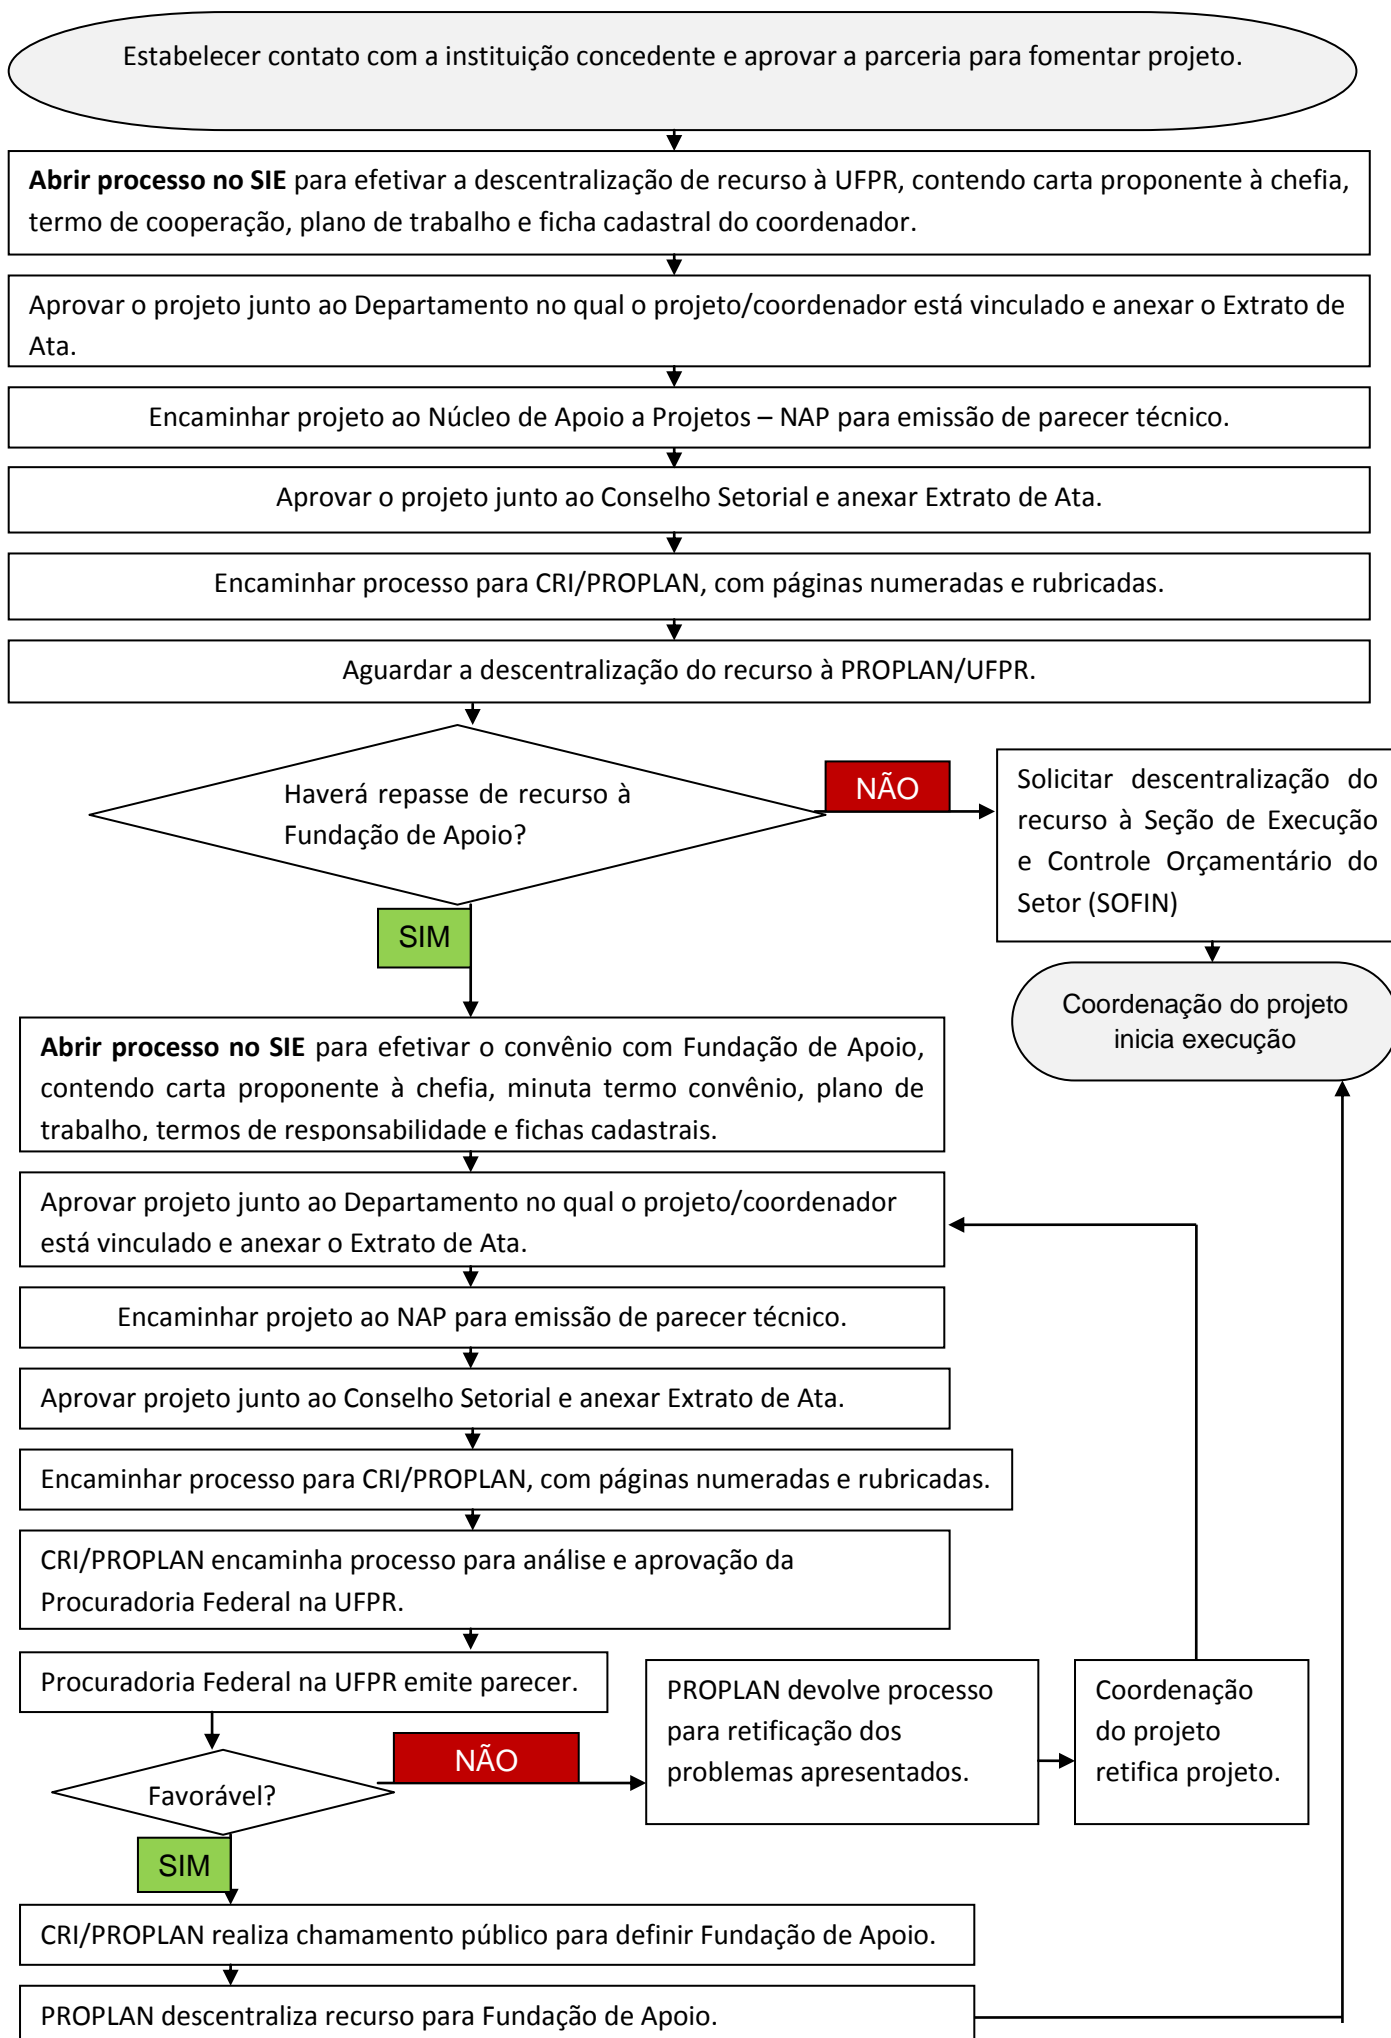 Estabelecer contato com a instituição concedente e aprovar a parceria para fomentar projeto.
Abrir processo no SIE para efetivar a descentralização de recurso à UFPR, contendo carta proponente à chefia,
termo de cooperação, plano de trabalho e ficha cadastral do coordenador.
Aprovar o projeto junto ao Departamento no qual o projeto/coordenador está vinculado e anexar o Extrato de
Ata.
Encaminhar projeto ao Núcleo de Apoio a Projetos – NAP para emissão de parecer técnico.
Aprovar o projeto junto ao Conselho Setorial e anexar Extrato de Ata.
Encaminhar processo para CRI/PROPLAN, com páginas numeradas e rubricadas.
Aguardar a descentralização do recurso à PROPLAN/UFPR.
Haverá repasse de recurso à
Fundação de Apoio?
NÃO
Solicitar descentralização do
recurso à Seção de Execução
e Controle Orçamentário do
Setor (SOFIN)
Coordenação do projeto
inicia execução
SIM
Abrir processo no SIE para efetivar o convênio com Fundação de Apoio,
contendo carta proponente à chefia, minuta termo convênio, plano de
trabalho, termos de responsabilidade e fichas cadastrais.
Aprovar projeto junto ao Departamento no qual o projeto/coordenador
está vinculado e anexar o Extrato de Ata.
Encaminhar projeto ao NAP para emissão de parecer técnico.
Aprovar projeto junto ao Conselho Setorial e anexar Extrato de Ata.
Encaminhar processo para CRI/PROPLAN, com páginas numeradas e rubricadas.
CRI/PROPLAN encaminha processo para análise e aprovação da
Procuradoria Federal na UFPR.
Procuradoria Federal na UFPR emite parecer.
Favorável?
NÃO
PROPLAN devolve processo
para retificação dos
problemas apresentados.
Coordenação
do projeto
retifica projeto.
SIM
CRI/PROPLAN realiza chamamento público para definir Fundação de Apoio.
PROPLAN descentraliza recurso para Fundação de Apoio.